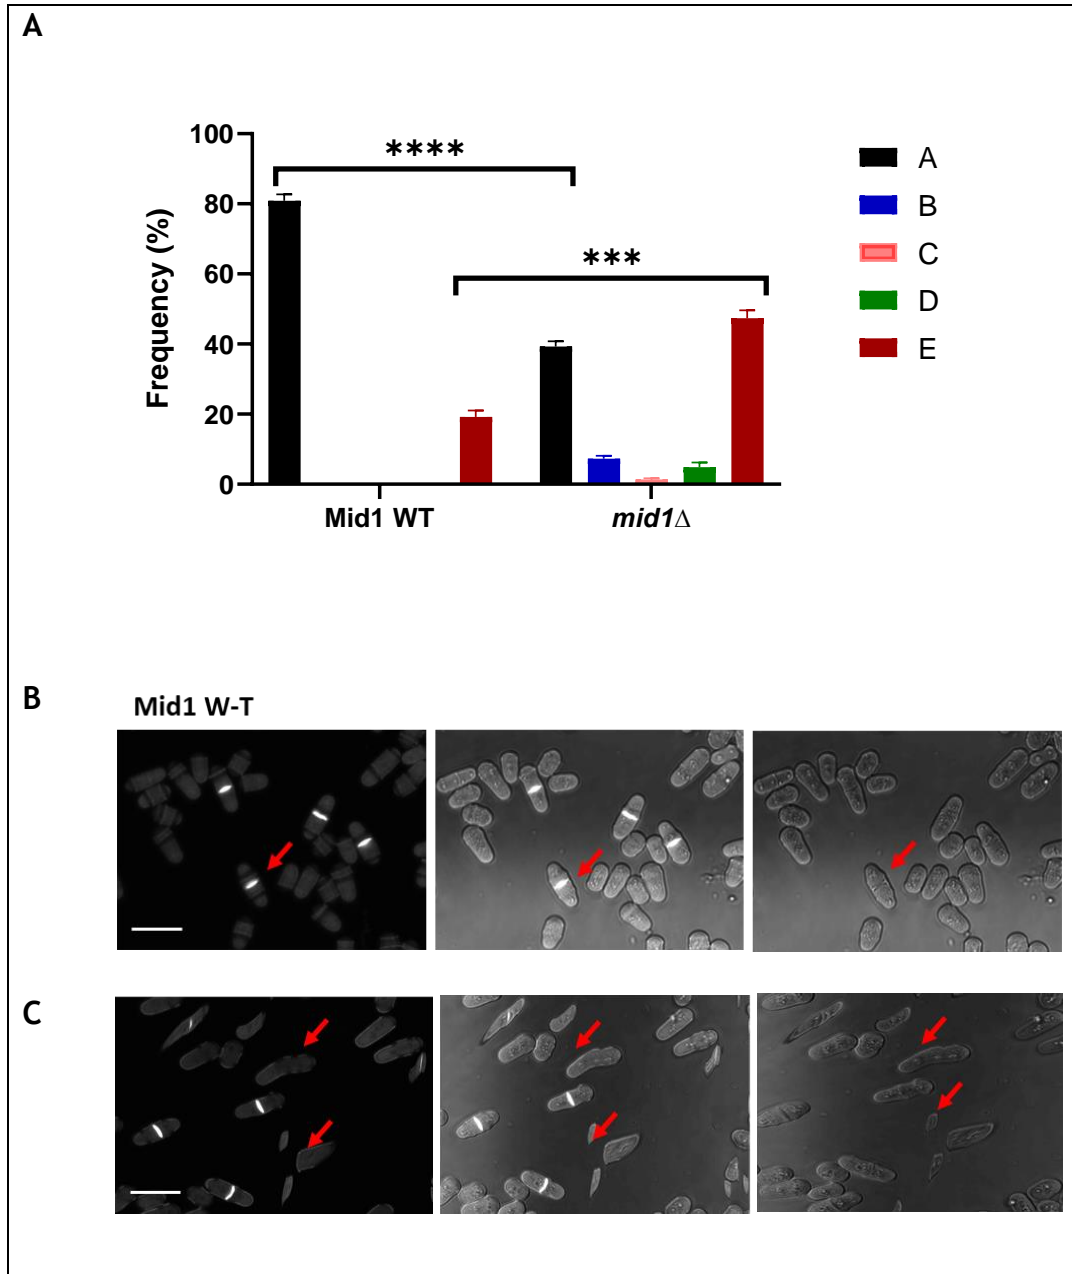 A
100
80
60
40
20
0
Frequency (%)
****
***
Mid1 WT
mid1Δ
A
B
C
D
E
B
Mid1 W-T
C